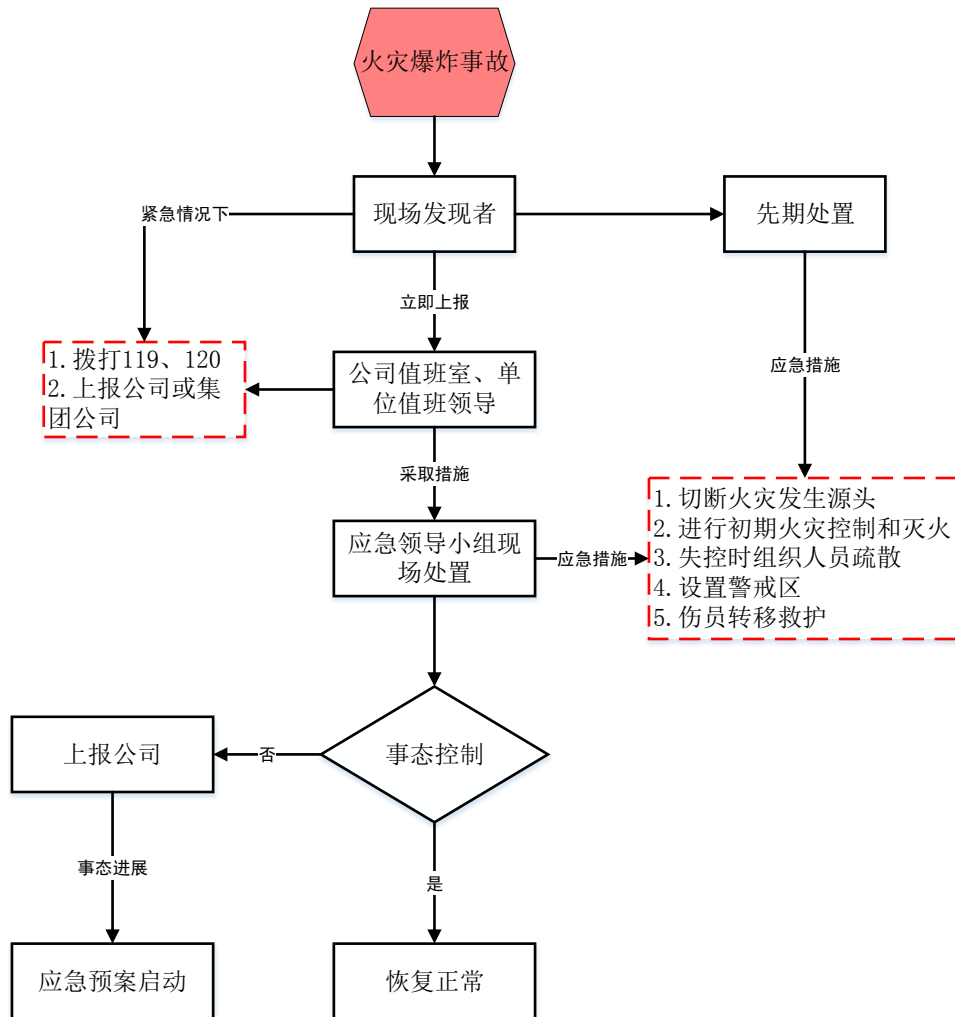 火灾爆炸事故
现场发现者
先期处置
紧急情况下
立即上报
1.拨打119、120
2.上报公司或集
团公司
公司值班室、单
位值班领导
应急措施
采取措施
应急领导小组现
场处置
应急措施
1.切断火灾发生源头
2.进行初期火灾控制和灭火
3.失控时组织人员疏散
4.设置警戒区
5.伤员转移救护
上报公司
否
事态控制
事态进展
是
应急预案启动
恢复正常